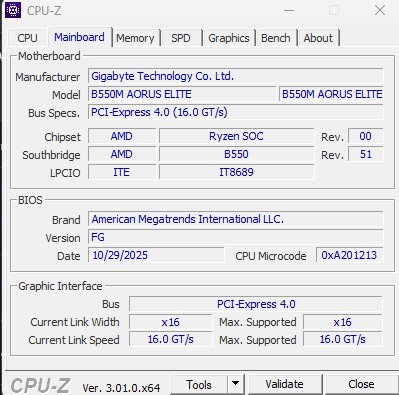 CPU-Z
CPU Mainboard Memory SPD Graphics Bench About
Motherboard
Manufacturer Gigabyte Technology Co. Ltd.
Model B550M AORUS ELITE B550M AORUS ELITE
Bus Specs. PCI-Express 4.0 (16.0 GT/s)
Chipset AMD Ryzen SOC Rev. 00
Southbridge AMD B550 Rev. 51
LPCIO ITE IT8689
BIOS
Brand American Megatrends International LLC.
Version FG
Date 10/29/2025 CPU Microcode 0xA201213
Graphic Interface
Bus PCI-Express 4.0
Current Link Width x16 Max. Supported x16
Current Link Speed 16.0 GT/s Max. Supported 16.0 GT/s
CPU-Z Ver. 3.01.0.x64 Tools Validate Close